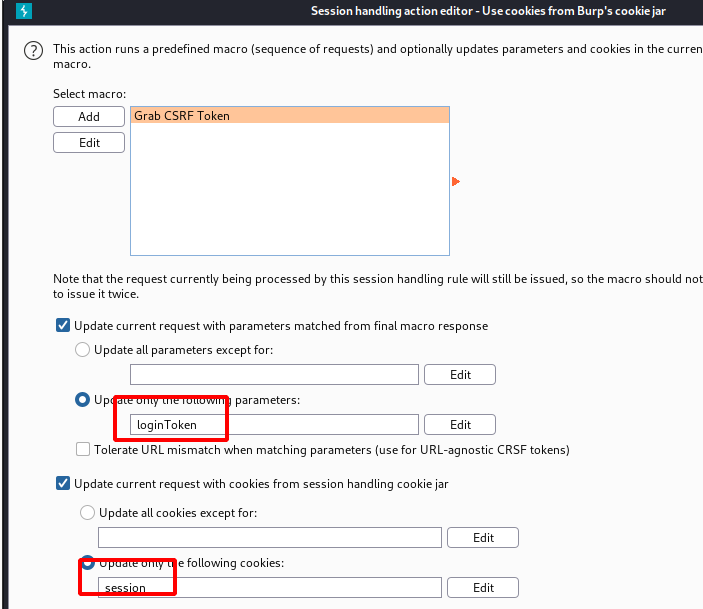 Session handling action editor - Use cookies from Burp's cookie jar
? This action runs a predefined macro (sequence of requests) and optionally updates parameters and cookies in the curren
macro.
Select macro:
Add
Grab CSRF Token
Edit
Note that the request currently being processed by this session handling rule will still be issued, so the macro should not
to issue it twice.
Update current request with parameters matched from final macro response
Update all parameters except for:
Edit
Update only the following parameters:
loginToken
Edit
Tolerate URL mismatch when matching parameters (use for URL-agnostic CRSF tokens)
Update current request with cookies from session handling cookie jar
Update all cookies except for:
Edit
Update only the following cookies:
session
Edit